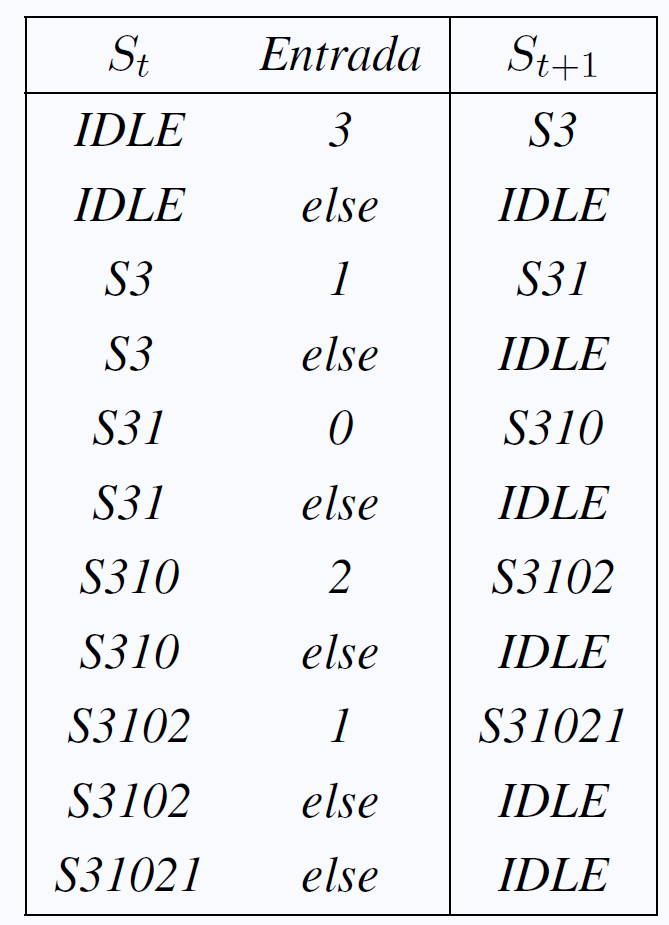 S_t Entrada S_{t+1}
IDLE 3 S3
IDLE else IDLE
S3 1 S31
S3 else IDLE
S31 0 S310
S31 else IDLE
S310 2 S3102
S310 else IDLE
S3102 1 S31021
S3102 else IDLE
S31021 else IDLE